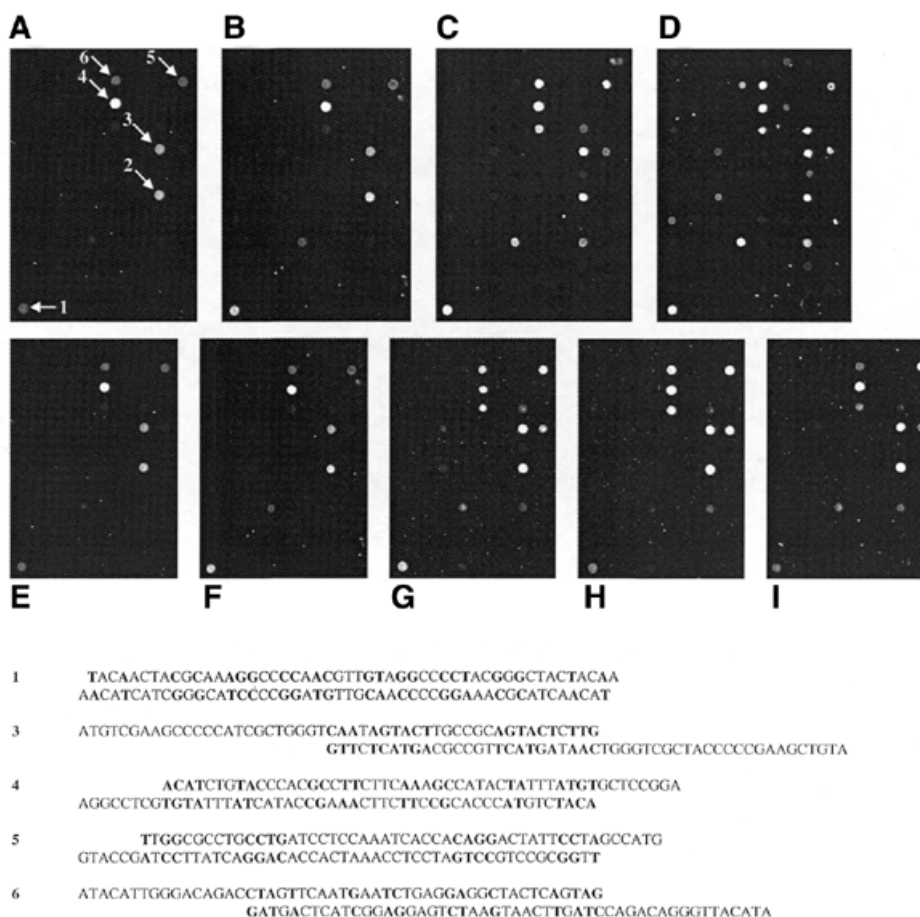 A B C D
6 5
4
3
2
1
E F G H I
1 TACAACTACGCAAAGGCCCCAACGTTGTAGGCCCCTACGGGCTACTACAA
AACATCATCGGGCATCCCCGGATGTTGCAACCCCGGAAACGCATCAACAT
3 ATGTCGAAGCCCCCATCGCTGGGTCAATAGTACTTGCCGCAGTACTCTTG
GTTCTCATGACGCCGTTCATGATAACTGGGTCGCTACCCCCGAAGCTGTA
4 ACATCTGTACCCACGCCTTCTTCAAAGCCATACTATTTATGTGCTCCGGA
AGGCCTCGTGTATTTATCATACCGAAACTTCTTCCGCACCCATGTCTACA
5 TTGGCGCCTGCCTGATCCTCCAAATCACCACAGGACTATTCCTAGCCATG
GTACCGATCCTTATCAGGACACCACTAAACCTCCTAGTCCGTCCGCGGTT
6 ATACATTGGGACAGACCTAGTTCAATGAATCTGAGGAGGCTACTCAGTAG
GATGACTCATCGGAGGAGTCTAAGTAACTTGATCCAGACAGGGTTACATA